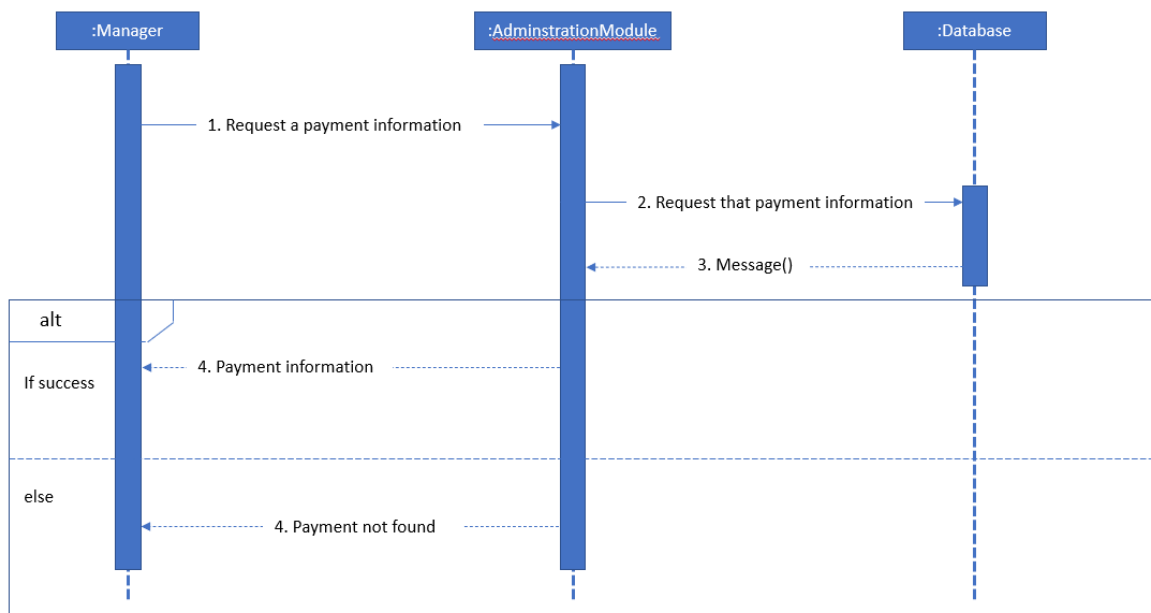 :Manager
:AdminstrationModule
:Database
1. Request a payment information
2. Request that payment information
3. Message()
alt
4. Payment information
If success
else
4. Payment not found